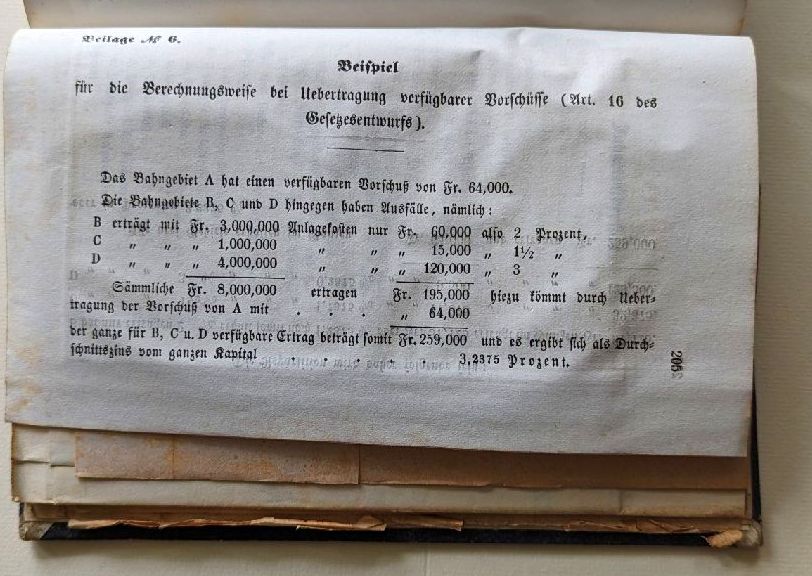 Beilage № 6.
Beispiel
für die Berechnungsweise bei Uebertragung verfügbarer Vorschüsse (Art. 16 des
Gesetzesentwurfs).
Das Bahngebiet A hat einen verfügbaren Vorschuß von Fr. 64,000.
Die Bahngebiete B, C und D hingegen haben Ausfälle, nämlich:
B erträgt mit Fr. 3,000,000 Anlagekosten nur Fr. 60,000 also 2 Prozent,
C " " " 1,000,000 " " " 15,000 " 1½ "
D " " " 4,000,000 " " " 120,000 " 3 "
Sämmliche Fr. 8,000,000 ertragen Fr. 195,000 hiezu kömmt durch Ueber-
tragung der Vorschuß von A mit . . . . " 64,000
der ganze für B, C u. D verfügbare Ertrag beträgt somit Fr. 259,000 und es ergibt sich als Durch-
schnittszins vom ganzen Kapital . . . . . . . 3,2375 Prozent.
205